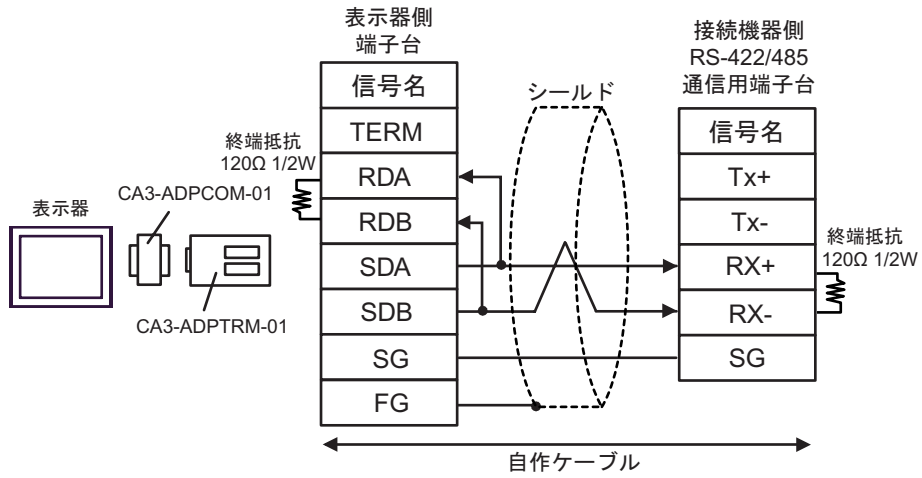 表示器側
端子台
信号名
TERM
RDA
RDB
SDA
SDB
SG
FG
終端抵抗
120Ω 1/2W
CA3-ADPCOM-01
表示器
CA3-ADPTRM-01
シールド
接続機器側
RS-422/485
通信用端子台
信号名
Tx+
Tx-
RX+
RX-
SG
終端抵抗
120Ω 1/2W
自作ケーブル